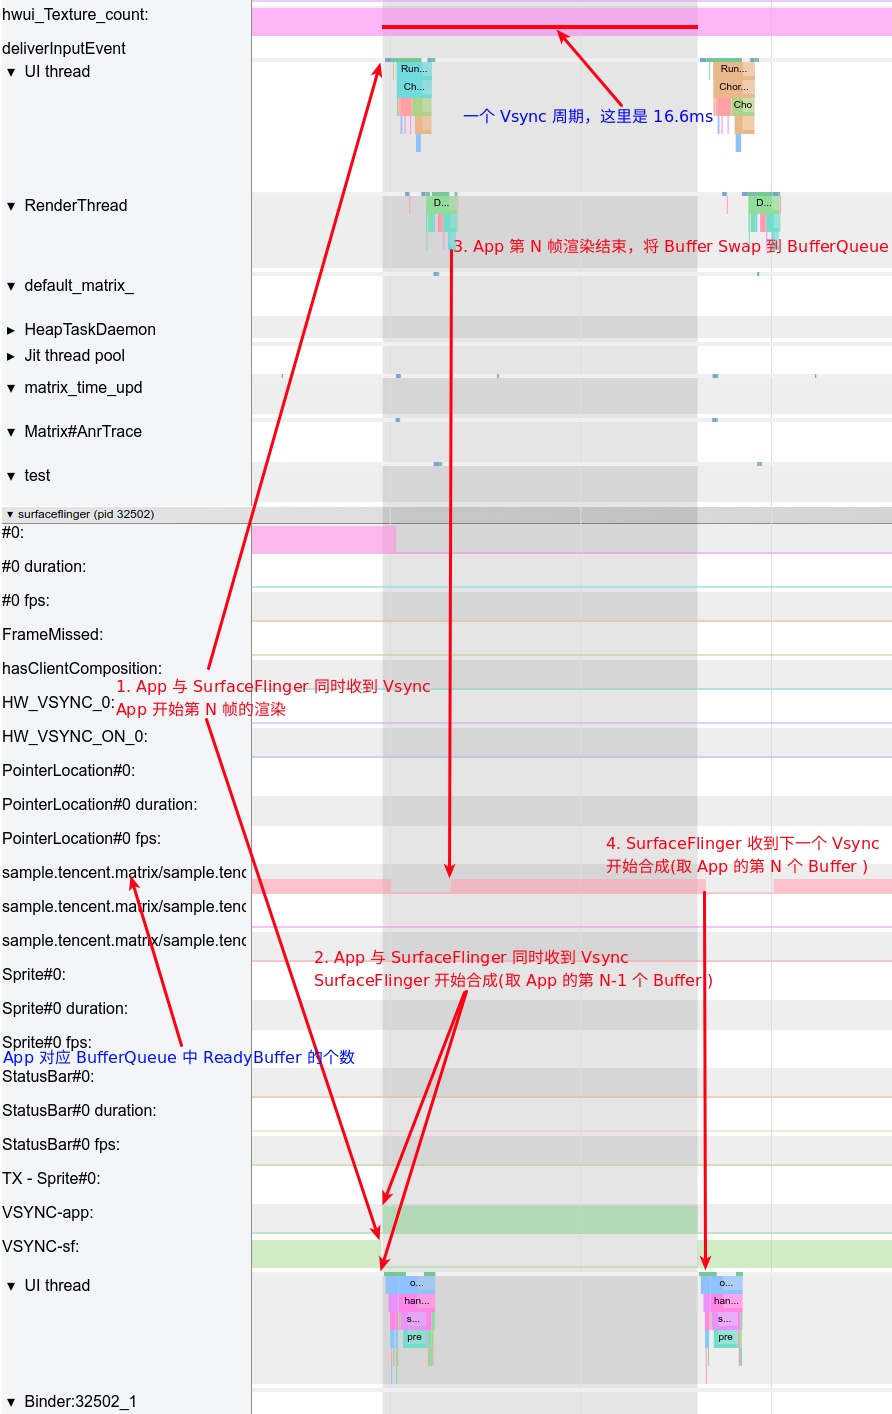 hwui_Texture_count:
deliverInputEvent
▼ UI thread
Run...
Run...
Ch...
Chor...
Cho
一个 Vsync 周期，这里是 16.6ms
▼ RenderThread
D...
D...
3. App 第 N 帧渲染结束，将 Buffer Swap 到 BufferQueue
▼ default_matrix_
► HeapTaskDaemon
► Jit thread pool
▼ matrix_time_upd
▼ Matrix#AnrTrace
▼ test
▼ surfaceflinger (pid 32502)
#0:
#0 duration:
#0 fps:
FrameMissed:
hasClientComposition:
1. App 与 SurfaceFlinger 同时收到 Vsync
App 开始第 N 帧的渲染
HW_VSYNC_0:
HW_VSYNC_ON_0:
PointerLocation#0:
PointerLocation#0 duration:
PointerLocation#0 fps:
4. SurfaceFlinger 收到下一个 Vsync
开始合成(取 App 的第 N 个 Buffer )
sample.tencent.matrix/sample.tenc
sample.tencent.matrix/sample.tenc
sample.tencent.matrix/sample.tenc
2. App 与 SurfaceFlinger 同时收到 Vsync
SurfaceFlinger 开始合成(取 App 的第 N-1 个 Buffer )
Sprite#0:
Sprite#0 duration:
Sprite#0 fps:
App 对应 BufferQueue 中 ReadyBuffer 的个数
StatusBar#0:
StatusBar#0 duration:
StatusBar#0 fps:
TX - Sprite#0:
VSYNC-app:
VSYNC-sf:
▼ UI thread
o...
o...
han...
han...
s...
s...
pre
pre
▼ Binder:32502_1